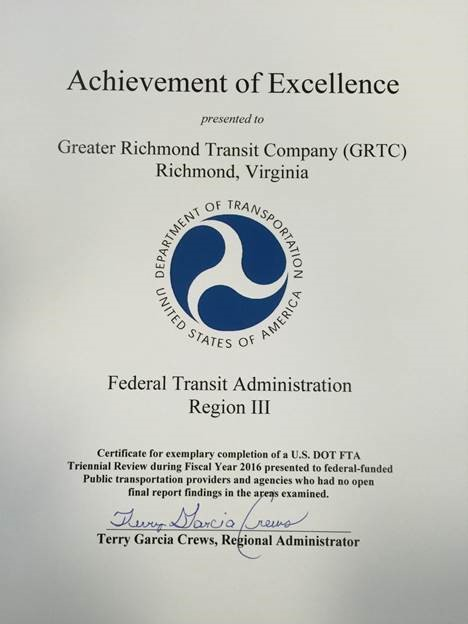 Achievement of Excellence
presented to
Greater Richmond Transit Company (GRTC)
Richmond, Virginia
DEPARTMENT OF TRANSPORTATION
UNITED STATES OF AMERICA
Federal Transit Administration
Region III
Certificate for exemplary completion of a U.S. DOT FTA
Triennial Review during Fiscal Year 2016 presented to federal-funded
Public transportation providers and agencies who had no open
final report findings in the areas examined.
Terry Garcia Crews
Terry Garcia Crews, Regional Administrator